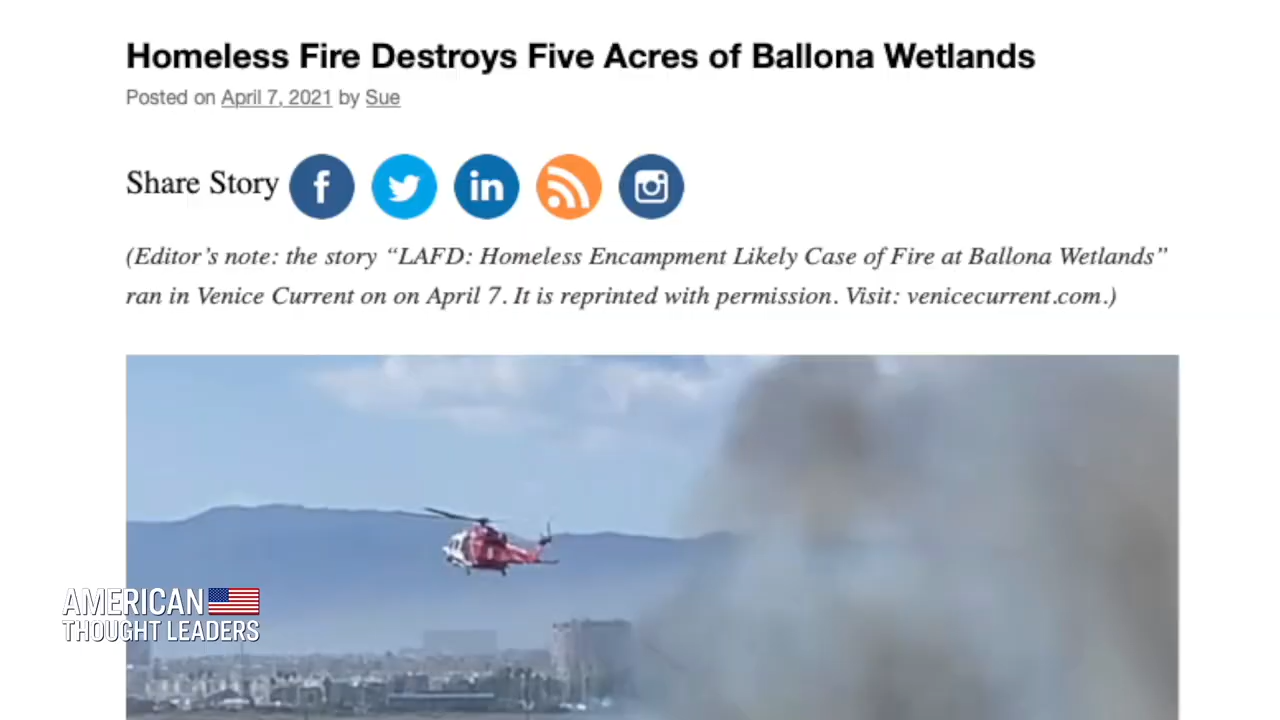 Homeless Fire Destroys Five Acres of Ballona Wetlands
Posted on April 7, 2021 by Sue
Share Story
(Editor’s note: the story “LAFD: Homeless Encampment Likely Case of Fire at Ballona Wetlands”
ran in Venice Current on on April 7. It is reprinted with permission. Visit: venicecurrent.com.)
AMERICAN
THOUGHT LEADERS